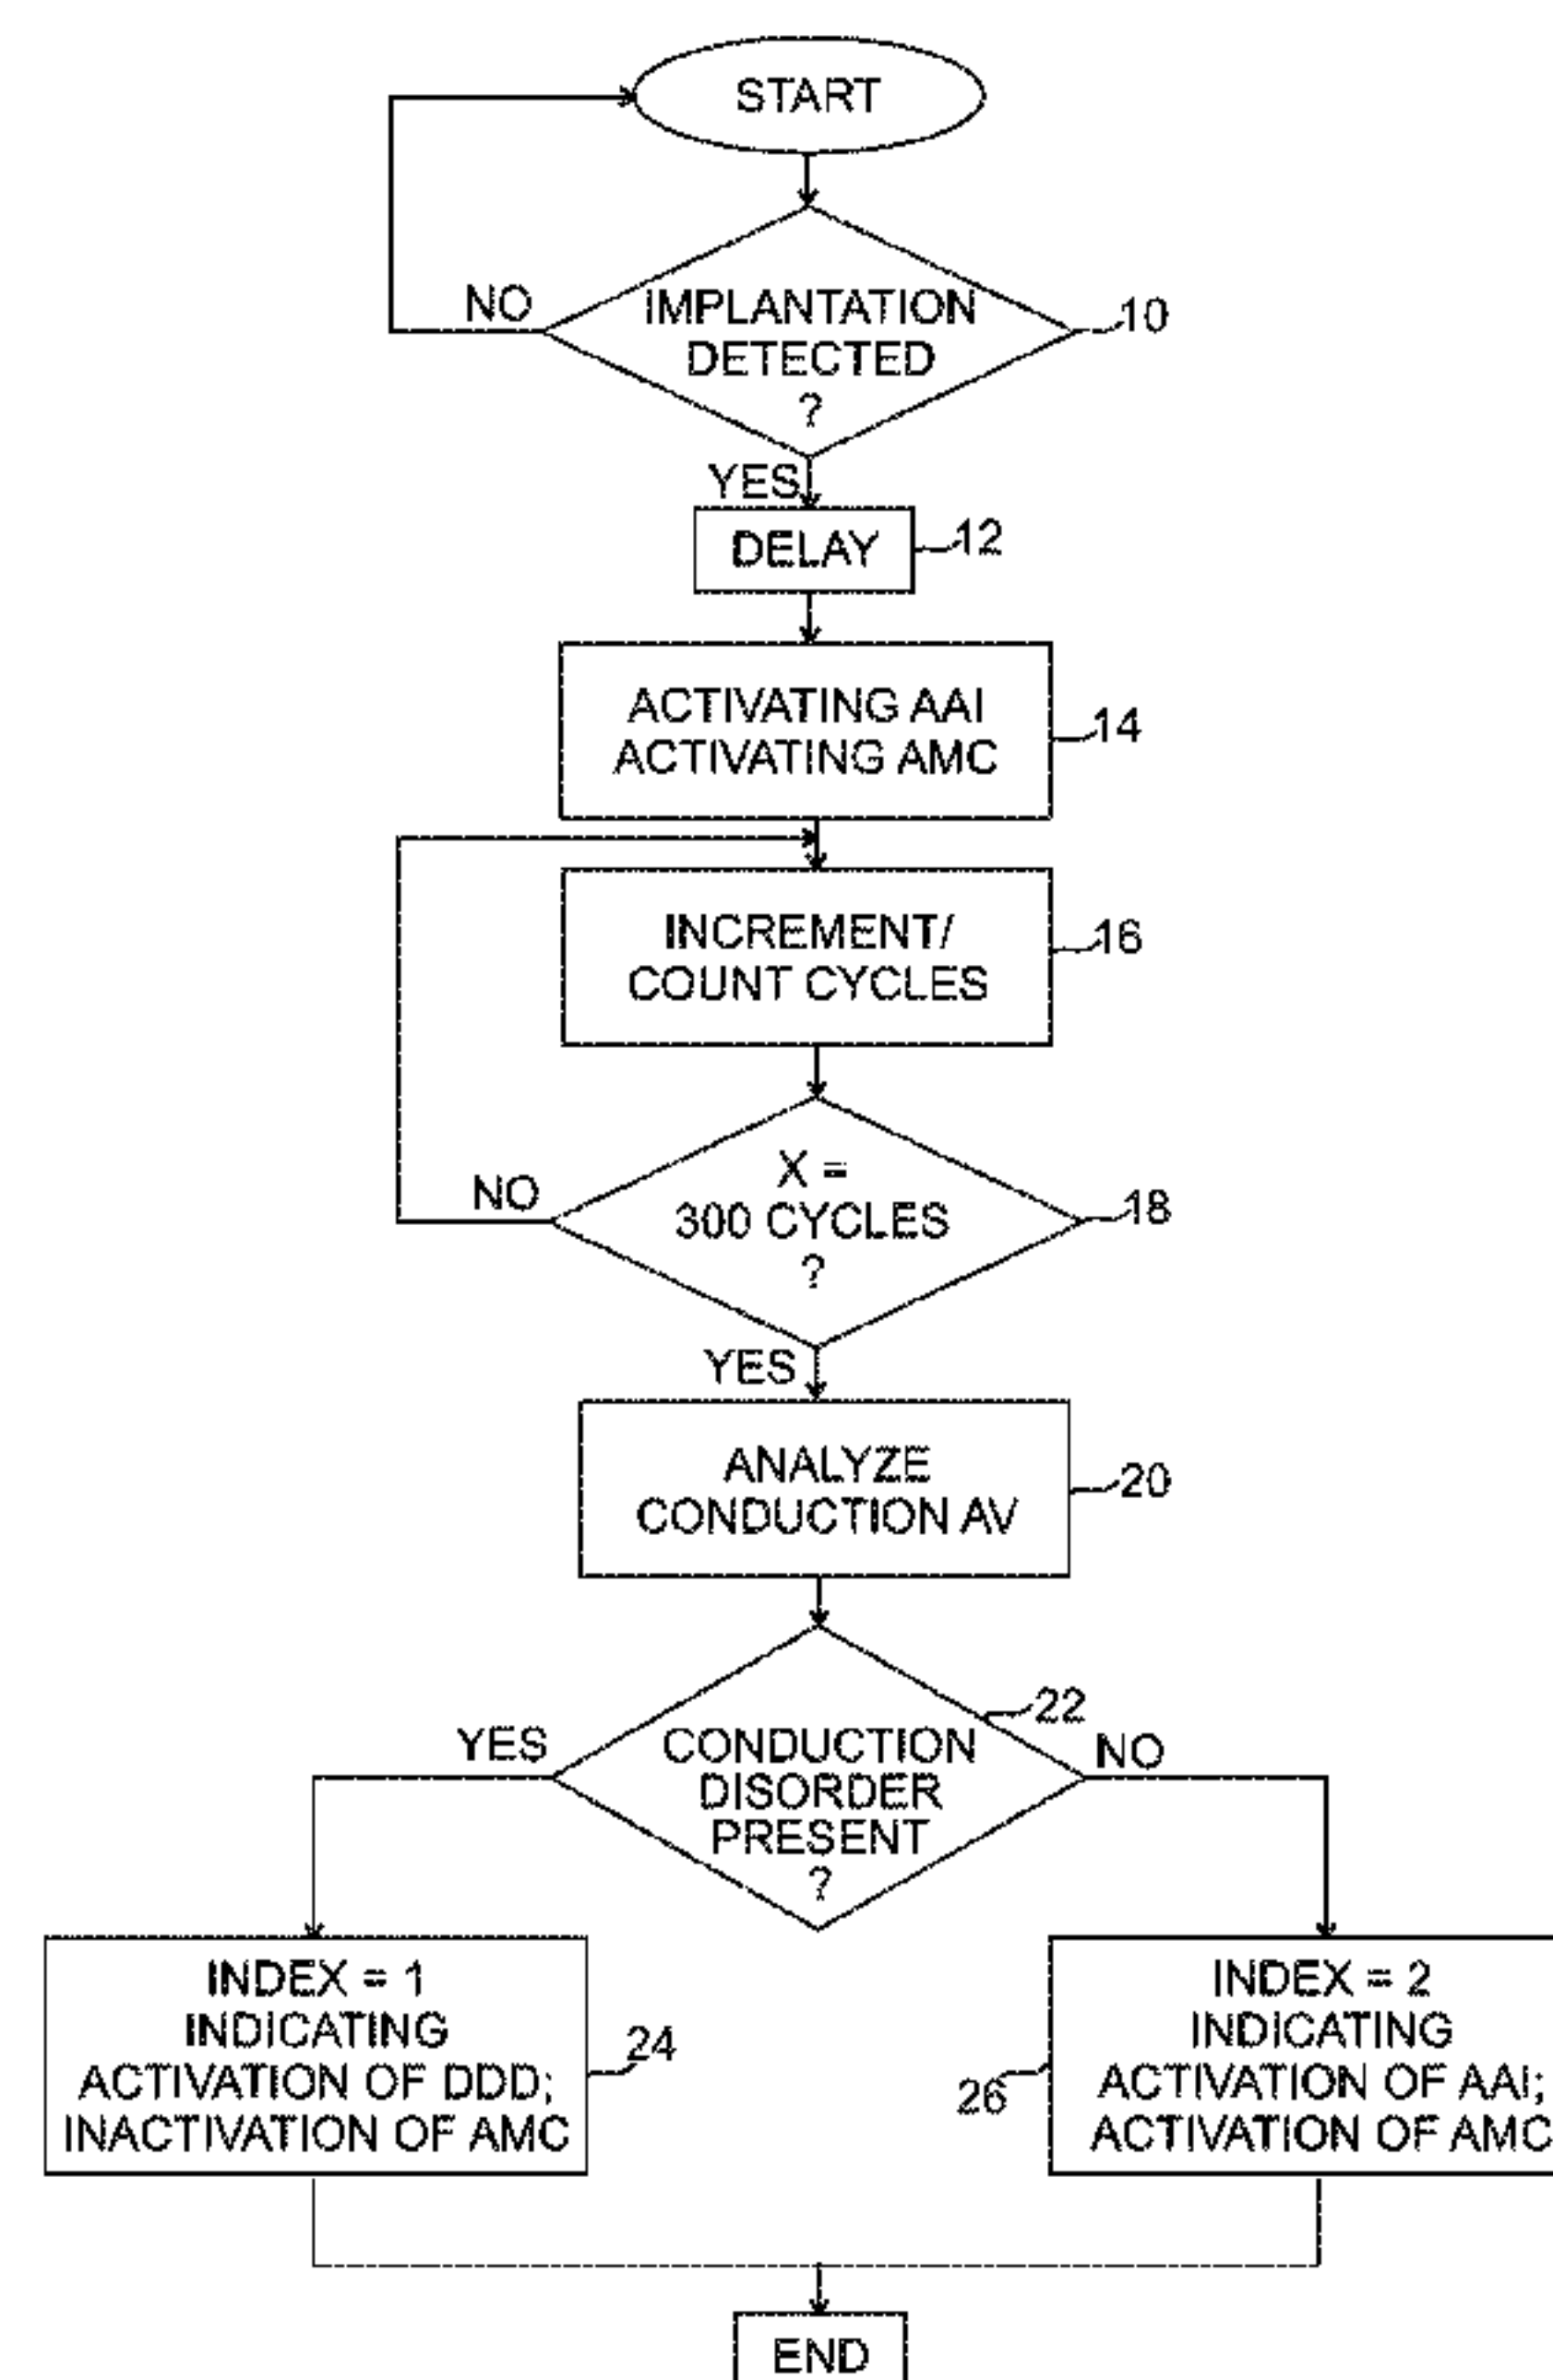 START
NO
IMPLANTATION
DETECTED
?
10
YES
DELAY
12
ACTIVATING AAI
ACTIVATING AMC
14
INCREMENT/
COUNT CYCLES
16
X =
300 CYCLES
?
NO
18
YES
ANALYZE
CONDUCTION AV
20
22
YES
CONDUCTION
DISORDER
PRESENT
?
NO
INDEX = 1
INDICATING
ACTIVATION OF DDD;
INACTIVATION OF AMC
24
26
INDEX = 2
INDICATING
ACTIVATION OF AAI;
ACTIVATION OF AMC
END